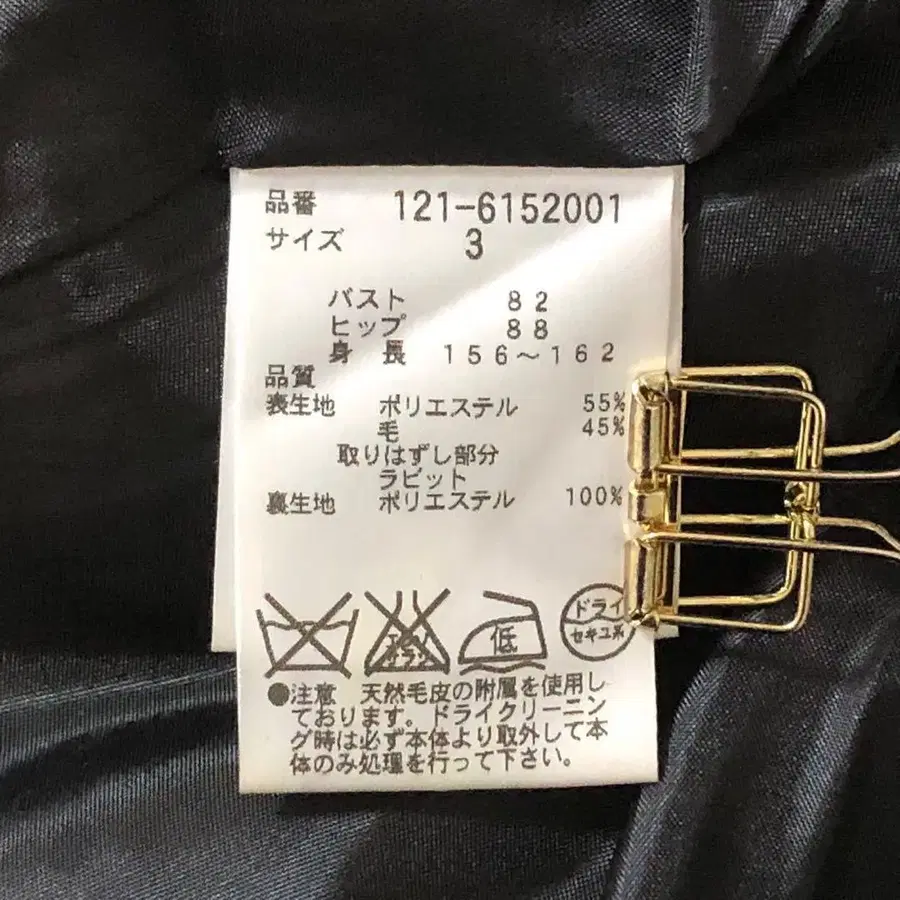 品番 121-6152001
サイズ 3
バスト 82
ヒップ 88
身長 156〜162
品質
表生地 ポリエステル 55%
毛 45%
取りはずし部分
ラビット
裏生地 ポリエステル 100%
低
ドライ
セキユ系
●注意 天然毛皮の附属を使用し
ております。ドライクリーニン
グ時は必ず本体より取外して本
体のみ処理を行って下さい。